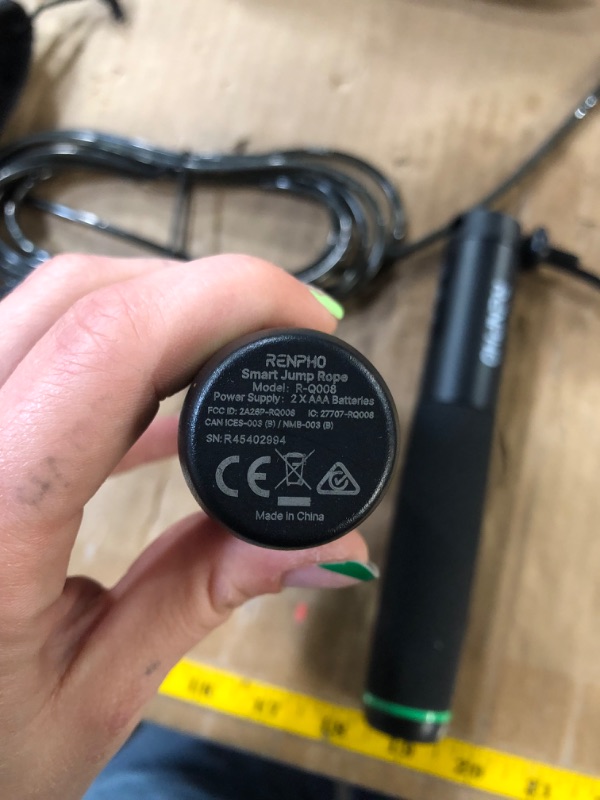 RENPHO
Smart Jump Rope
Model: R-Q008
Power Supply: 2 X AAA Batteries
FCC ID: 2A26P-RQ008 IC: 27707-RQ008
CAN ICES-003 (B) / NMB-003 (B)
SN:R45402994
CE
Made in China
RENPHO
16
17
18
19
20
21